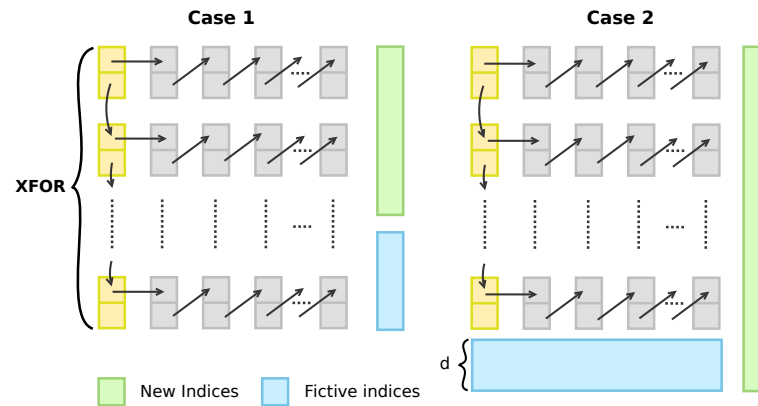 Case 1
Case 2
XFOR
d
New Indices
Fictive indices